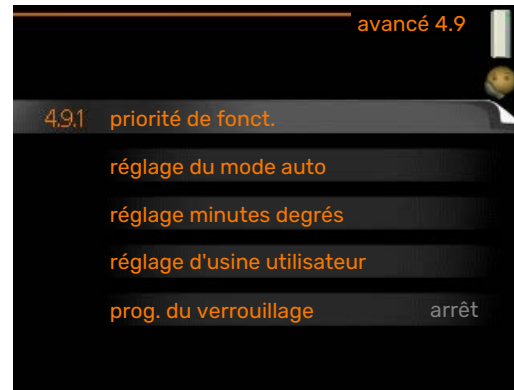 avancé 4.9
4.9.1 priorité de fonct.
réglage du mode auto
réglage minutes degrés
réglage d'usine utilisateur
prog. du verrouillage arrêt